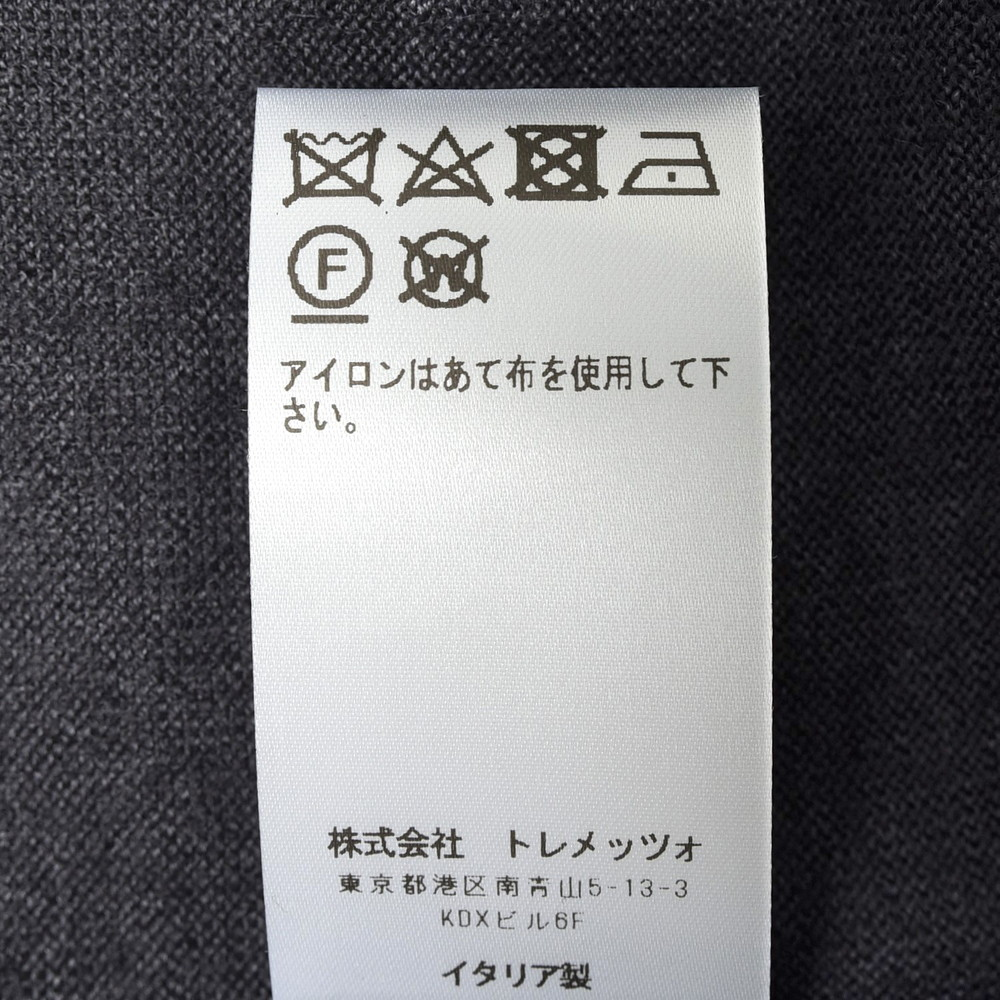 F
W
アイロンはあて布を使用して下
さい。
株式会社 トレメッツォ
東京都港区南青山5-13-3
KDXビル6F
イタリア製